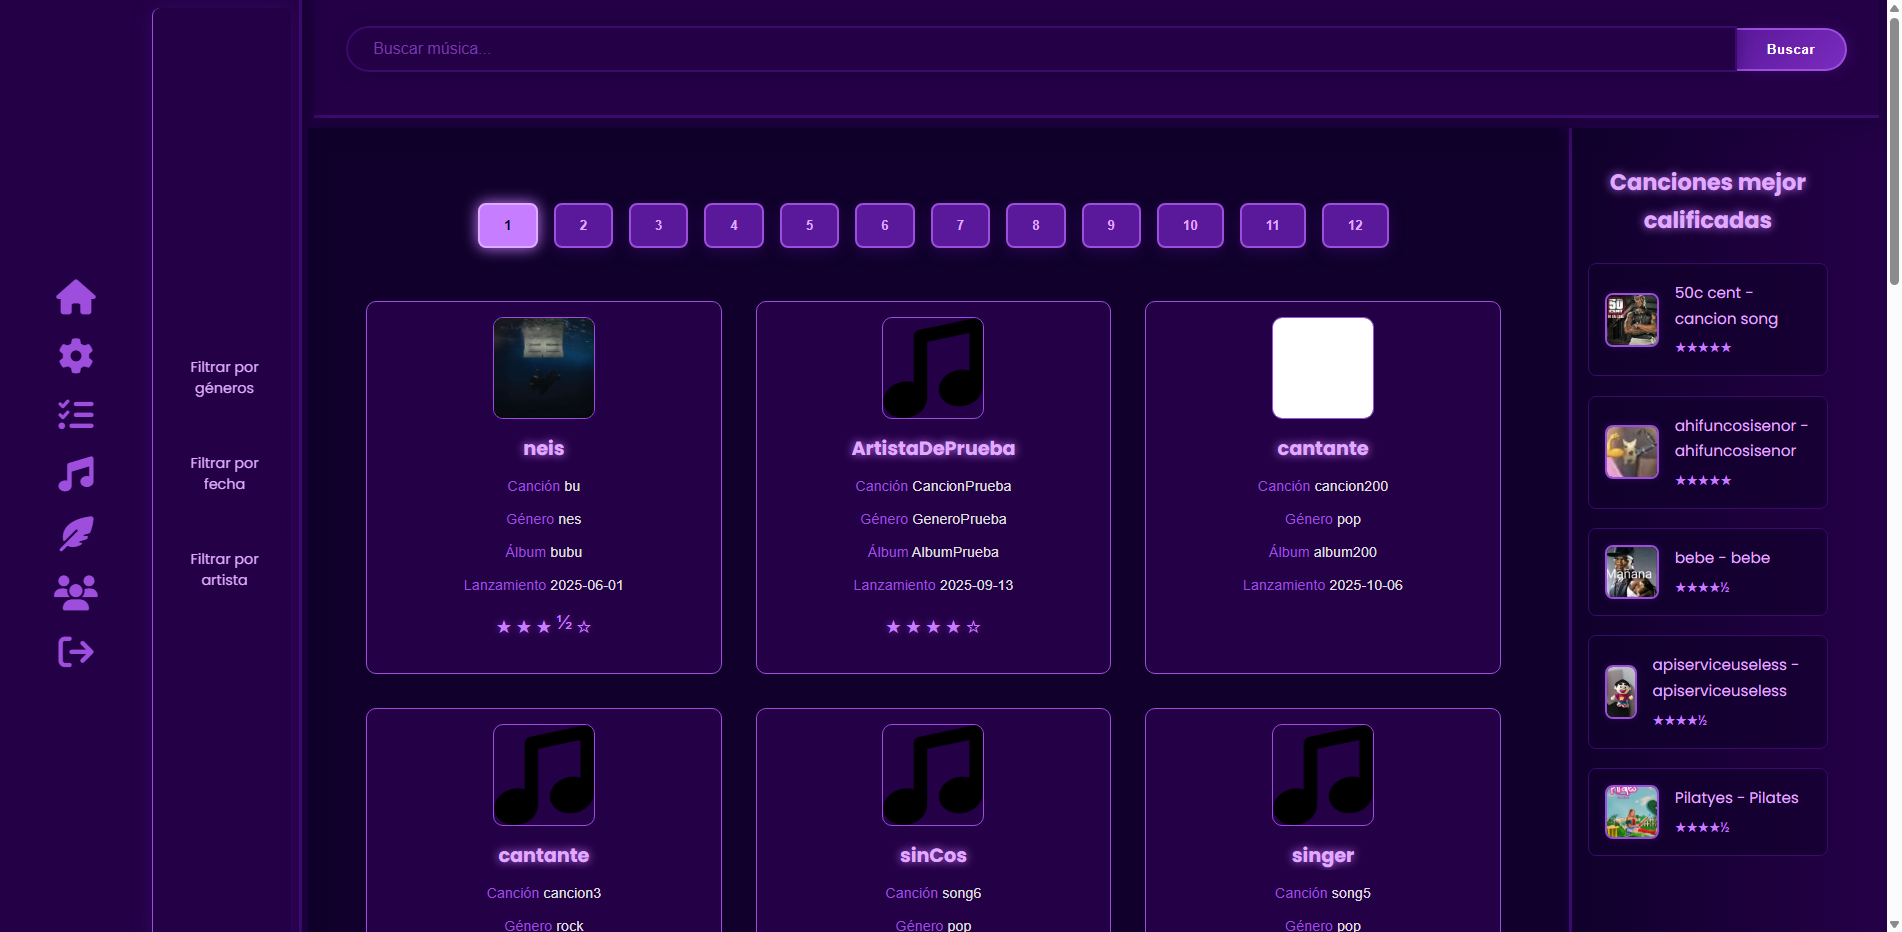 Buscar música...
Buscar
Filtrar por
géneros
Filtrar por
fecha
Filtrar por
artista
1 2 3 4 5 6 7 8 9 10 11 12
neis
Canción bu
Género nes
Álbum bubu
Lanzamiento 2025-06-01
★ ★ ★ ½ ☆
ArtistaDePrueba
Canción CancionPrueba
Género GeneroPrueba
Álbum AlbumPrueba
Lanzamiento 2025-09-13
★ ★ ★ ★ ☆
cantante
Canción cancion200
Género pop
Álbum album200
Lanzamiento 2025-10-06
cantante
Canción cancion3
Género rock
sinCos
Canción song6
Género pop
singer
Canción song5
Género pop
Canciones mejor
calificadas
50
50c cent -
cancion song
★★★★★
ahifuncosisenor -
ahifuncosisenor
★★★★★
Mañana
bebe - bebe
★★★★½
apiserviceuseless -
apiserviceuseless
★★★★½
Pilatyes - Pilates
★★★★½